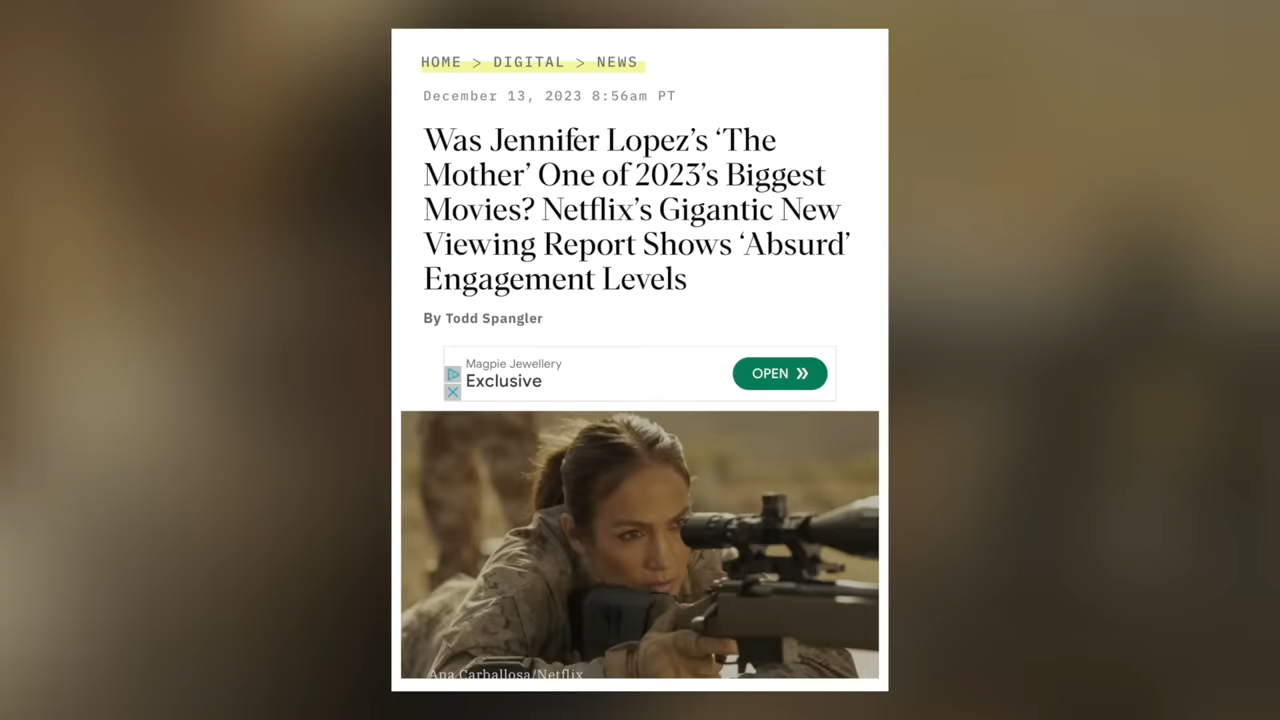 HOME > DIGITAL > NEWS
December 13, 2023 8:56am PT
Was Jennifer Lopez’s ‘The
Mother’ One of 2023’s Biggest
Movies? Netflix’s Gigantic New
Viewing Report Shows ‘Absurd’
Engagement Levels
By Todd Spangler
Magpie Jewellery
Exclusive
OPEN
Ana Carballosa/Netflix